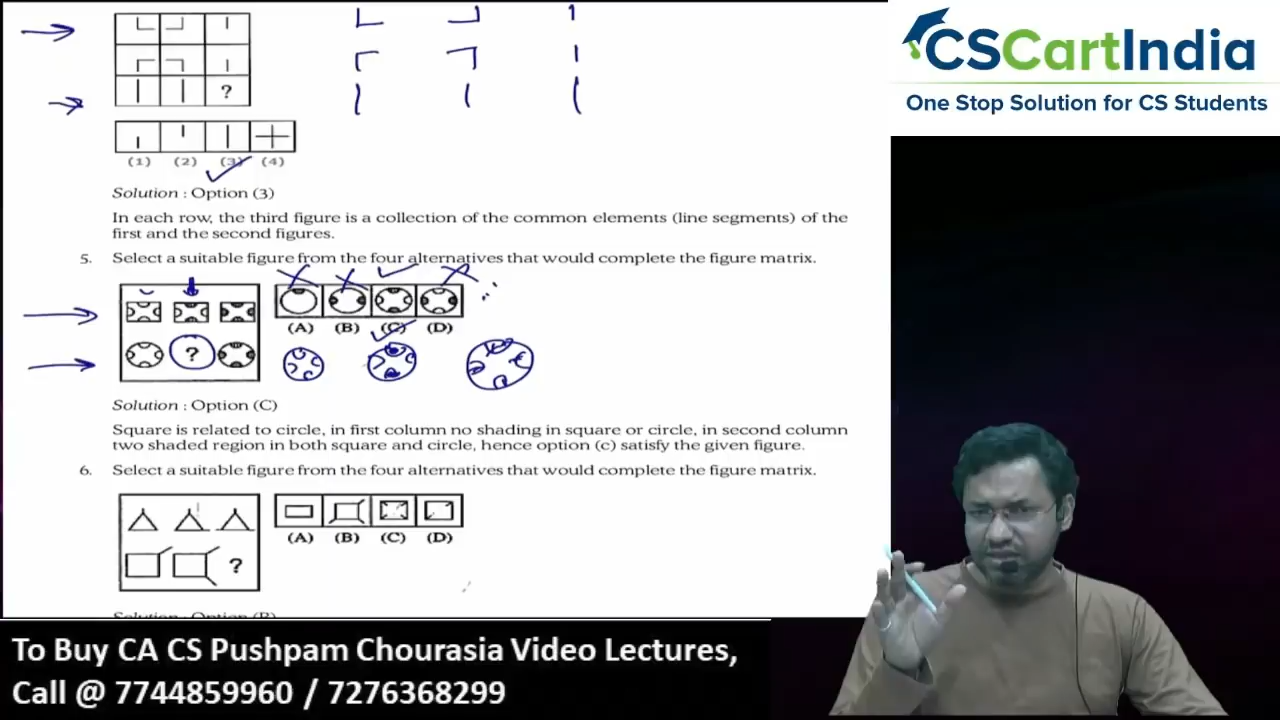 ?
(1) (2) (3) (4)
Solution : Option (3)
In each row, the third figure is a collection of the common elements (line segments) of the
first and the second figures.
5. Select a suitable figure from the four alternatives that would complete the figure matrix.
(A) (B) (C) (D)
?
Solution : Option (C)
Square is related to circle, in first column no shading in square or circle, in second column
two shaded region in both square and circle, hence option (c) satisfy the given figure.
6. Select a suitable figure from the four alternatives that would complete the figure matrix.
(A) (B) (C) (D)
?
Solution : Option (B)
CSCartIndia
One Stop Solution for CS Students
To Buy CA CS Pushpam Chourasia Video Lectures,
Call @ 7744859960 / 7276368299